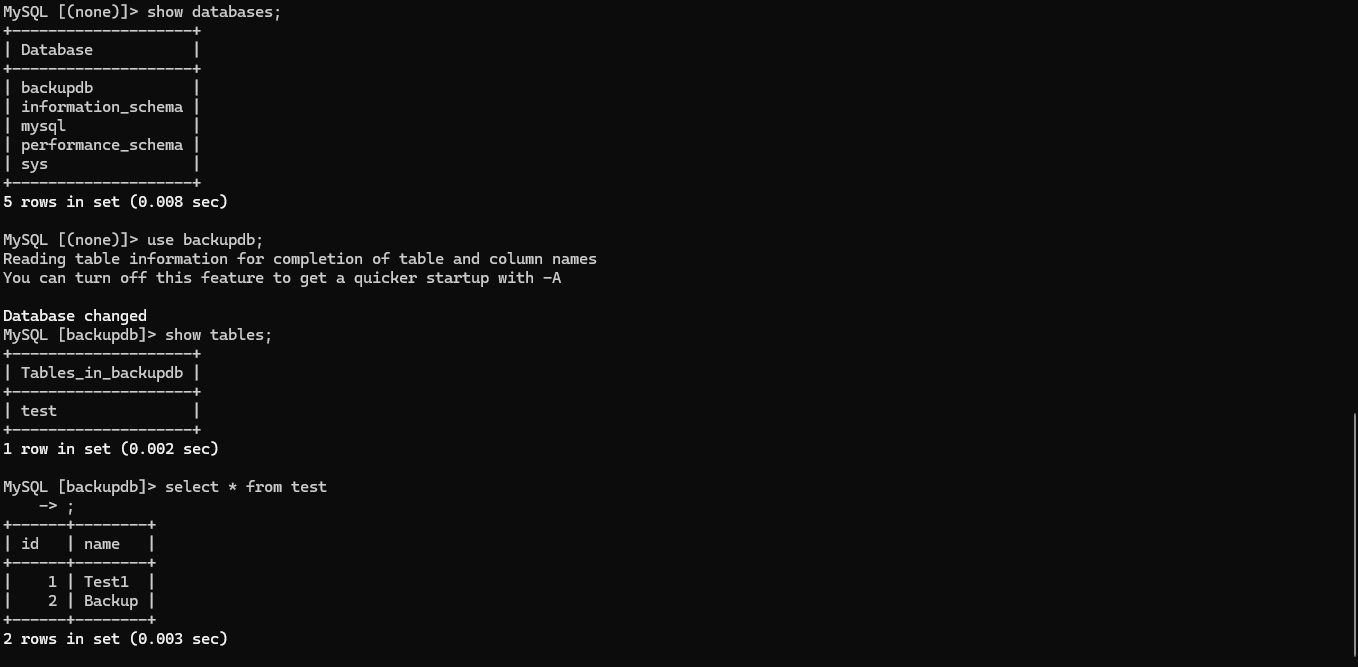 MySQL [(none)]> show databases;
+--------------------+
| Database           |
+--------------------+
| backupdb           |
| information_schema |
| mysql              |
| performance_schema |
| sys                |
+--------------------+
5 rows in set (0.008 sec)

MySQL [(none)]> use backupdb;
Reading table information for completion of table and column names
You can turn off this feature to get a quicker startup with -A

Database changed
MySQL [backupdb]> show tables;
+--------------------+
| Tables_in_backupdb |
+--------------------+
| test               |
+--------------------+
1 row in set (0.002 sec)

MySQL [backupdb]> select * from test
    -> ;
+------+--------+
| id   | name   |
+------+--------+
|    1 | Test1  |
|    2 | Backup |
+------+--------+
2 rows in set (0.003 sec)